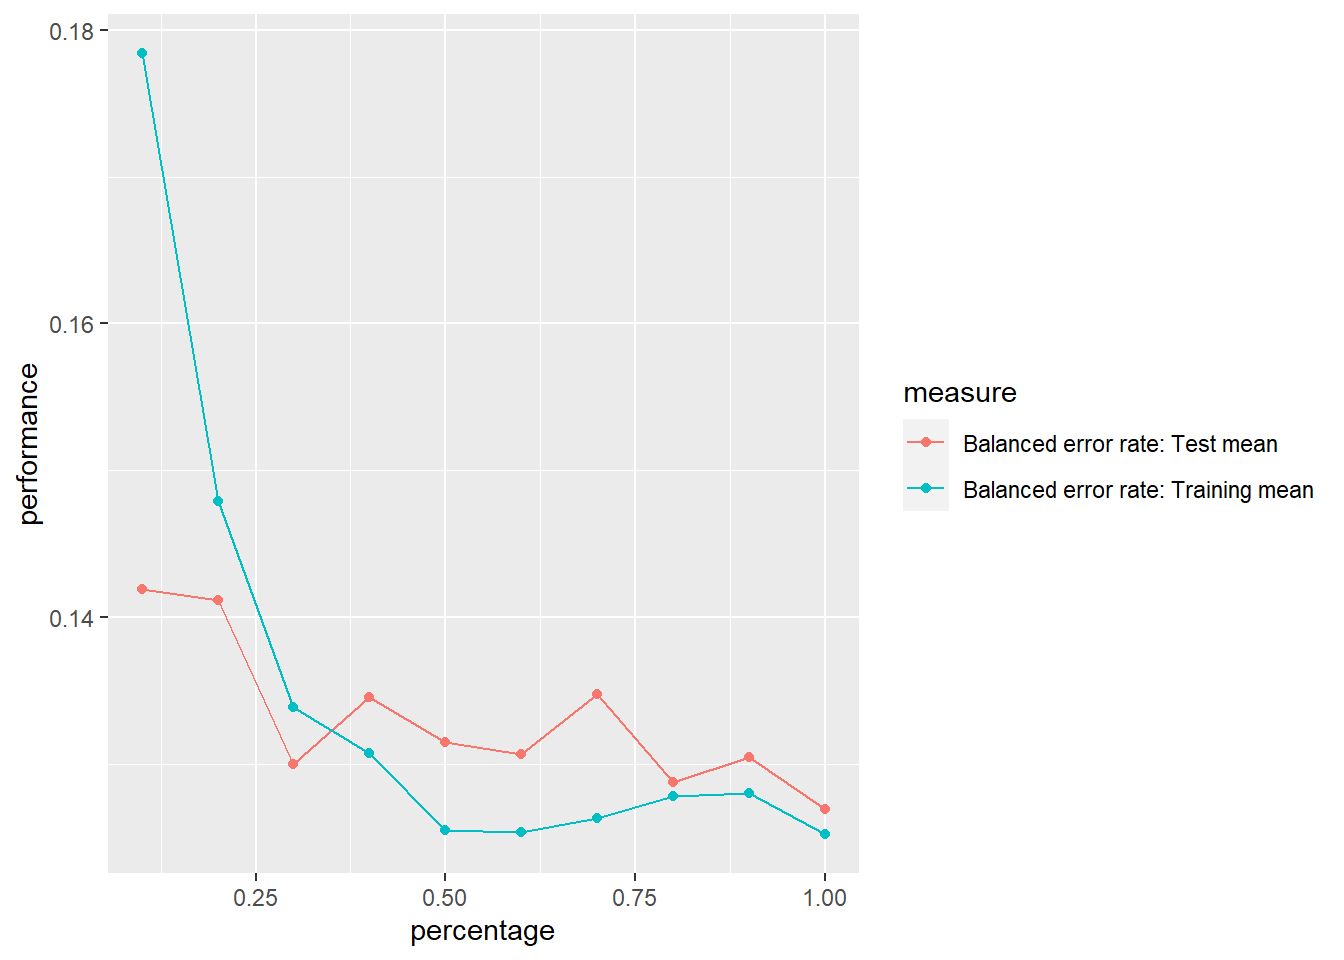 0.18
0.16
0.14
performance
0.25
0.50
0.75
1.00
percentage
measure
Balanced error rate: Test mean
Balanced error rate: Training mean